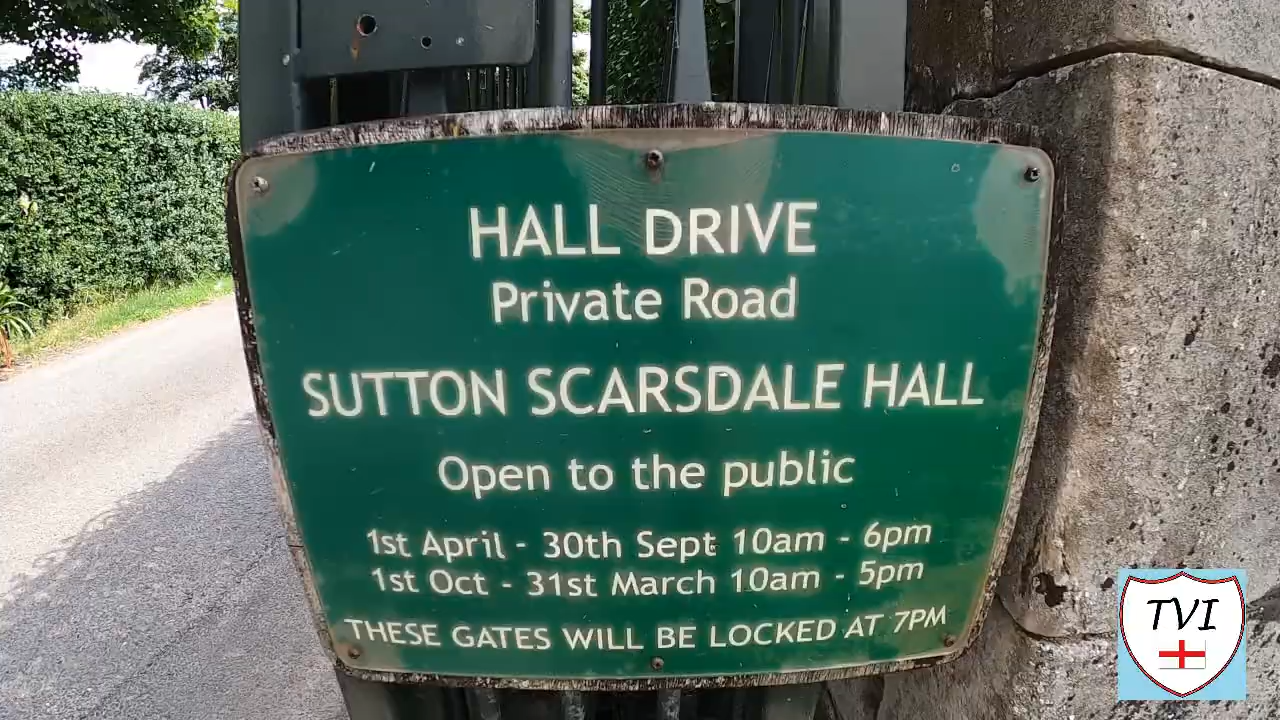 HALL DRIVE
Private Road
SUTTON SCARSDALE HALL
Open to the public
1st April - 30th Sept 10am - 6pm
1st Oct - 31st March 10am - 5pm
THESE GATES WILL BE LOCKED AT 7PM
TVI